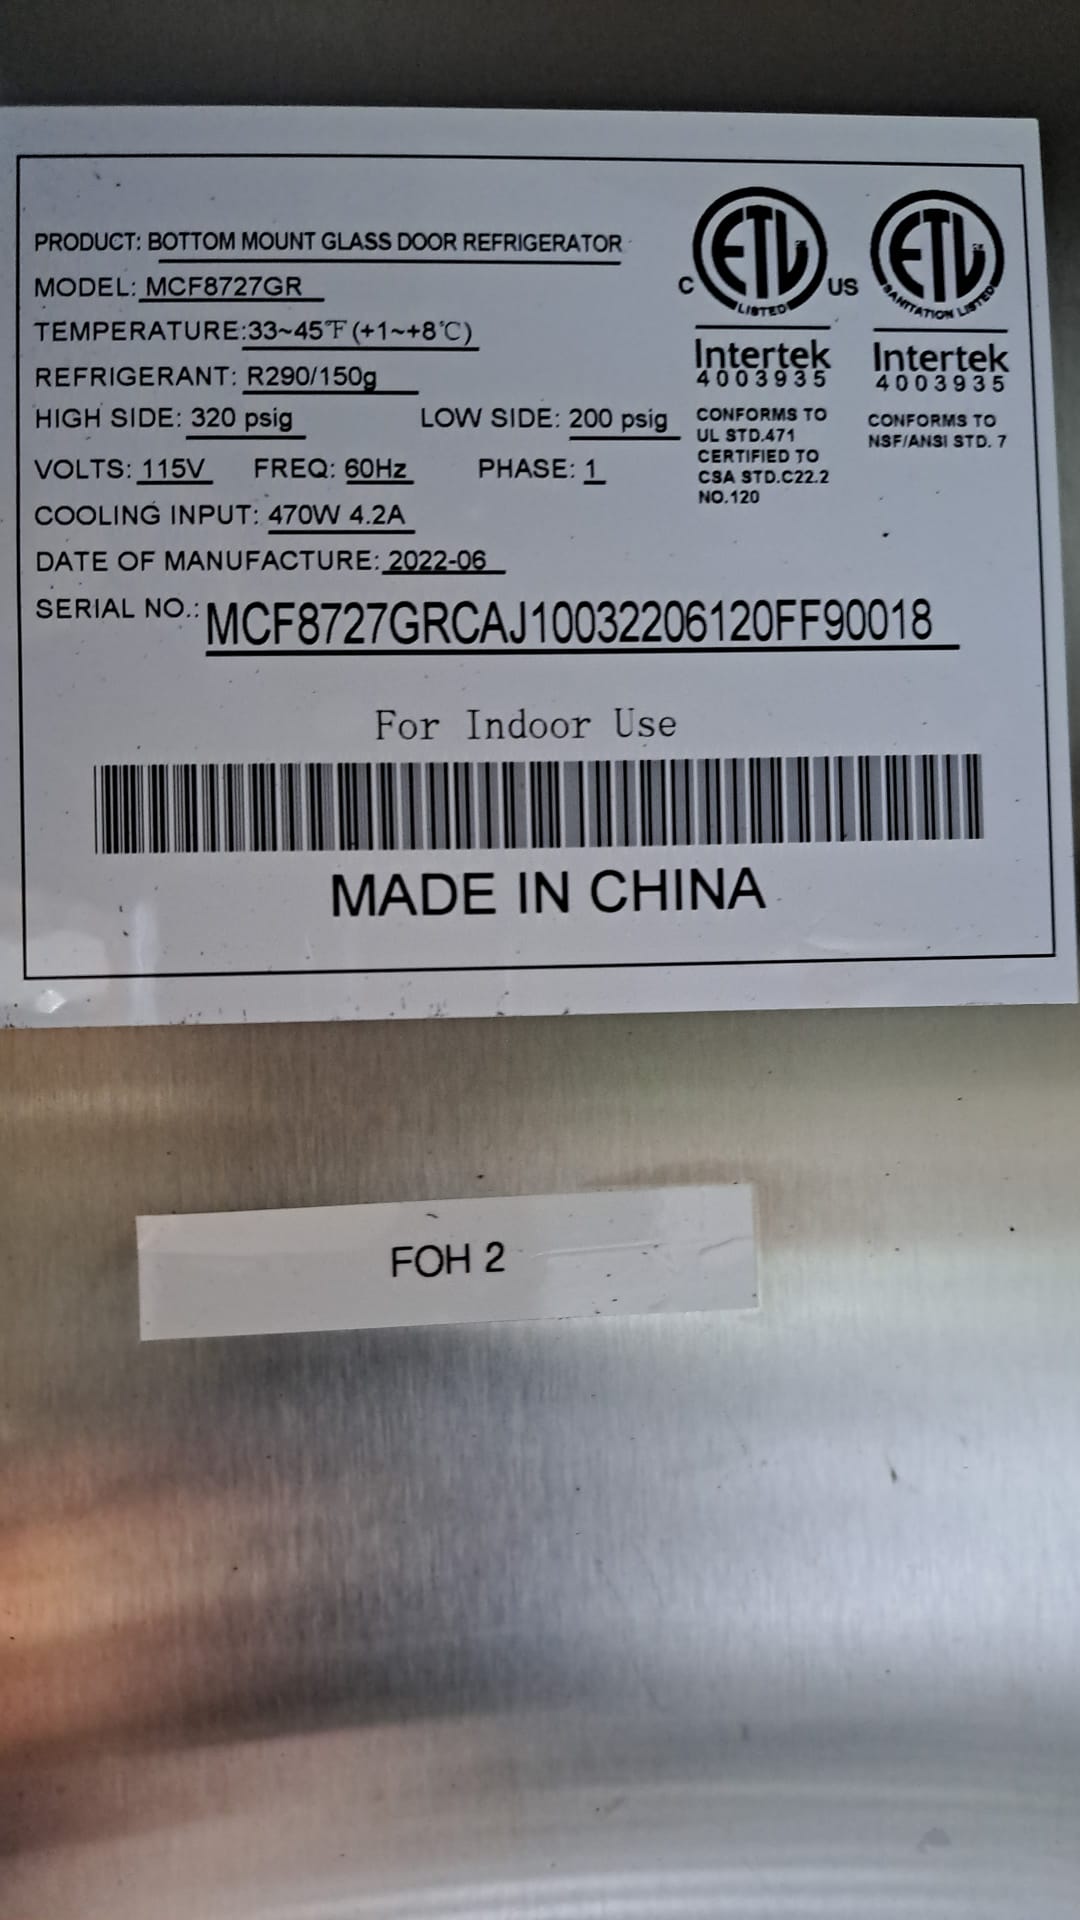 PRODUCT: BOTTOM MOUNT GLASS DOOR REFRIGERATOR
MODEL: MCF8727GR
TEMPERATURE:33~45℉(+1~+8℃)
REFRIGERANT: R290/150g
HIGH SIDE: 320 psig LOW SIDE: 200 psig
VOLTS: 115V FREQ: 60Hz PHASE: 1
COOLING INPUT: 470W 4.2A
DATE OF MANUFACTURE: 2022-06
SERIAL NO.: MCF8727GRCAJ10032206120FF90018
C ETL US
LISTED
Intertek
4003935
CONFORMS TO
UL STD.471
CERTIFIED TO
CSA STD.C22.2
NO.120
ETL
SANITATION LISTED
Intertek
4003935
CONFORMS TO
NSF/ANSI STD. 7
For Indoor Use
MADE IN CHINA
FOH 2